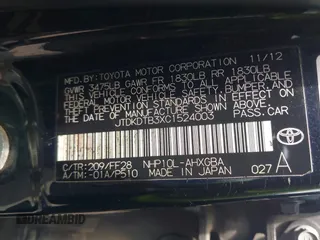 MFD. BY: TOYOTA MOTOR CORPORATION 11/12
GVWR 3475LB GAWR FR 1830LB RR 1830LB
THIS VEHICLE CONFORMS TO ALL APPLICABLE
FEDERAL MOTOR VEHICLE SAFETY, BUMPER, AND
THEFT PREVENTION STANDARDS IN EFFECT ON
THE DATE OF MANUFACTURE SHOWN ABOVE.
JTDKDTB3XC1524003 PASS. CAR
C/TR: 209/FF28 NHP10L-AHXGBA
A/TM: -01A/P510 MADE IN JAPAN 027 A